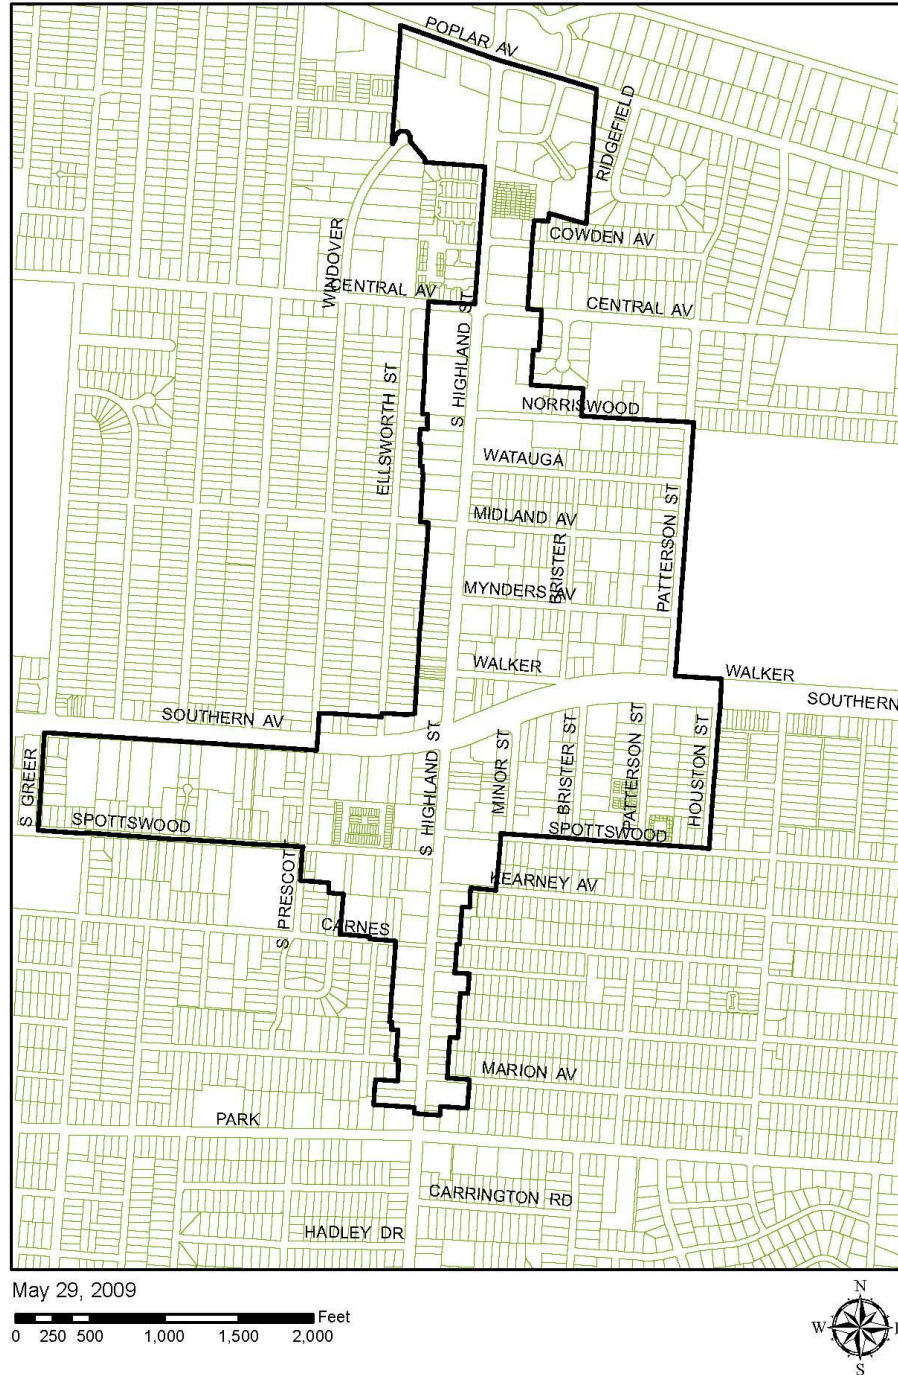 POPLAR AV
RIDGEFIELD
COWDEN AV
WINDOVER
CENTRAL AV
CENTRAL AV
S HIGHLAND ST
ELLSWORTH ST
NORRISWOOD
WATAUGA
PATTERSON ST
MIDLAND AV
BRISTER
MYNDERS AV
WALKER
WALKER
SOUTHERN
SOUTHERN AV
S GREER
S HIGHLAND ST
MINOR ST
BRISTER ST
PATTERSON ST
HOUSTON ST
SPOTTSWOOD
SPOTTSWOOD
S PRESCOTT
KEARNEY AV
CARNES
MARION AV
PARK
CARRINGTON RD
HADLEY DR
May 29, 2009
Feet
0 250 500 1,000 1,500 2,000
N
W E
S